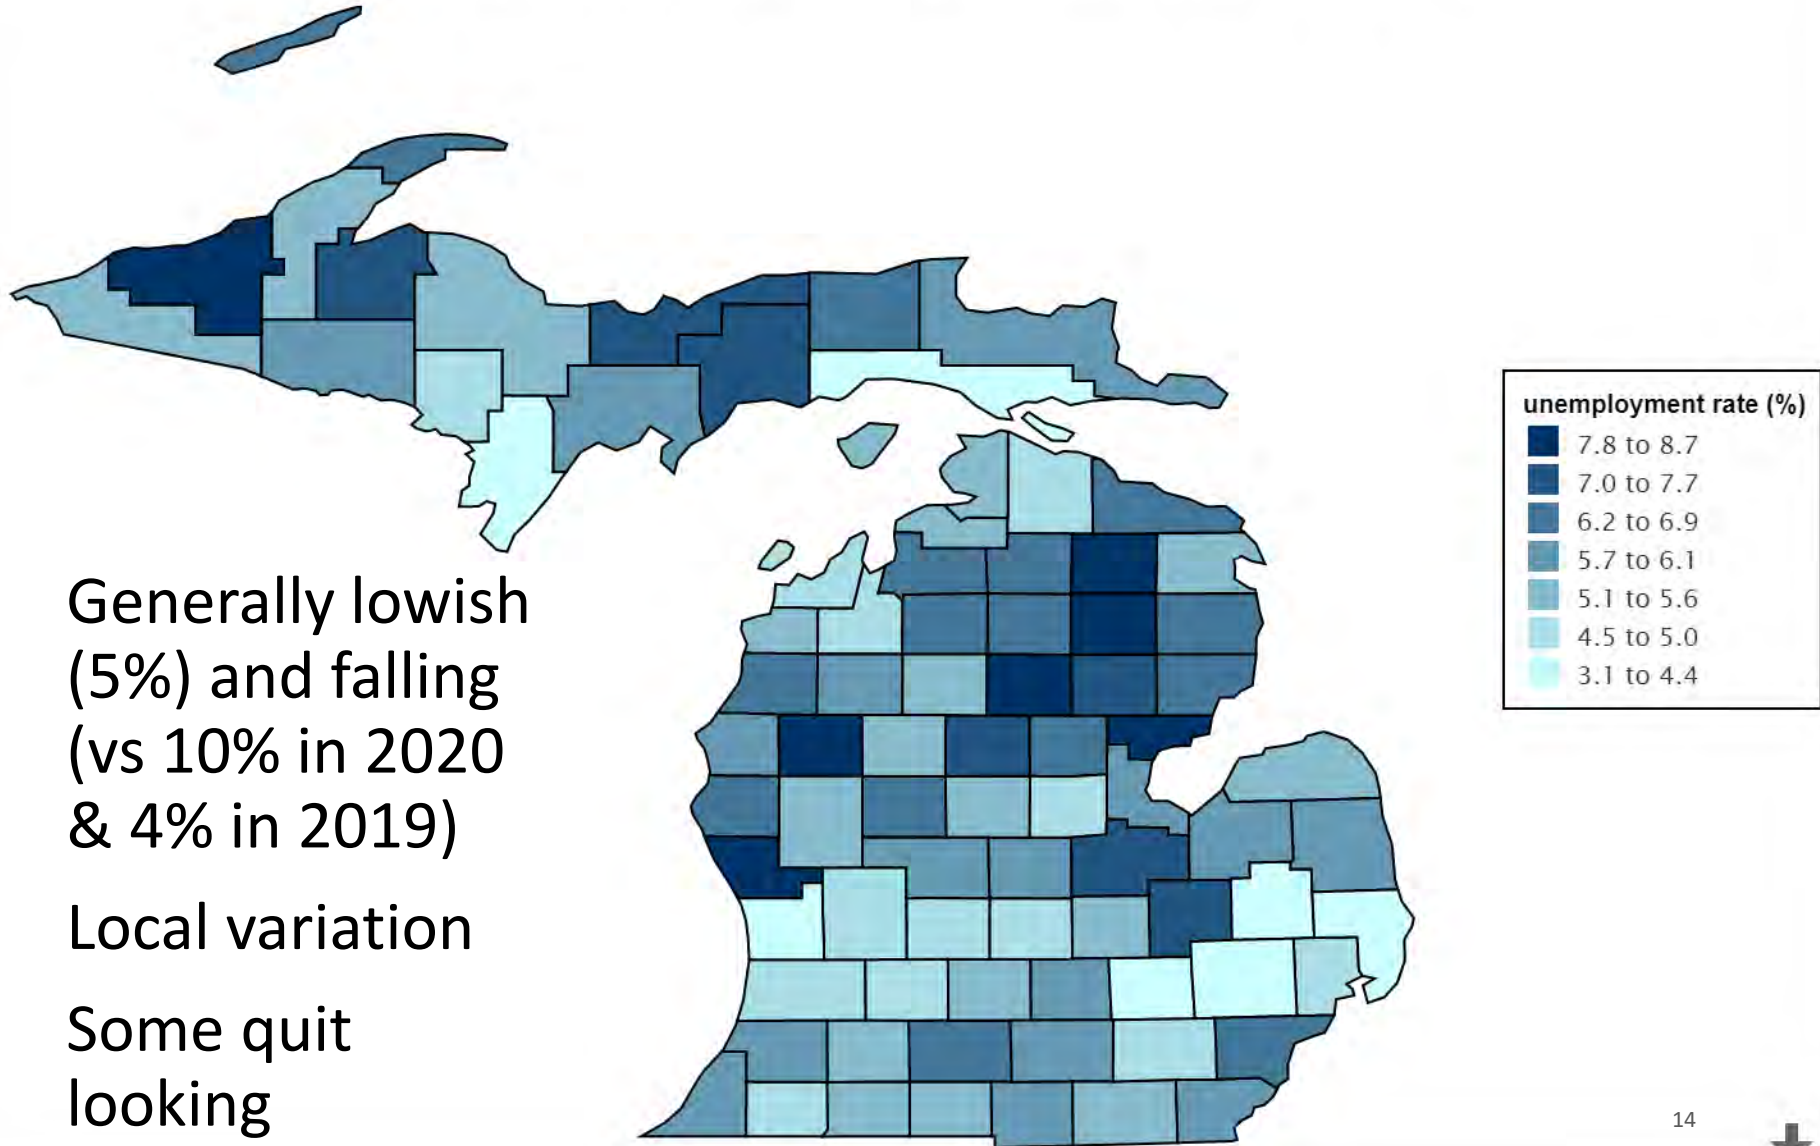 unemployment rate (%)
7.8 to 8.7
7.0 to 7.7
6.2 to 6.9
5.7 to 6.1
5.1 to 5.6
4.5 to 5.0
3.1 to 4.4
Generally lowish
(5%) and falling
(vs 10% in 2020
& 4% in 2019)
Local variation
Some quit
looking
14